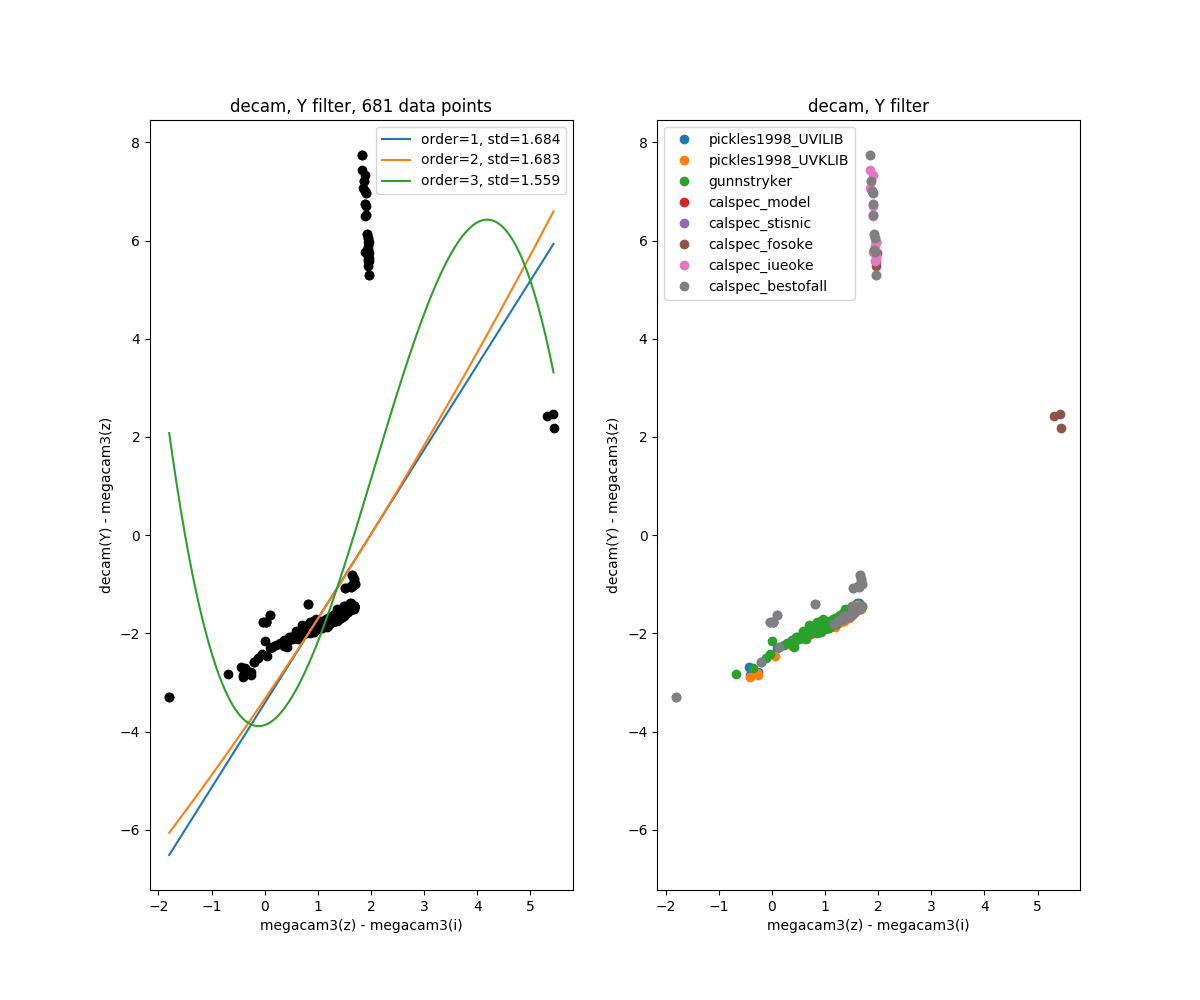 decam, Y filter, 681 data points
order=1, std=1.684
order=2, std=1.683
order=3, std=1.559
8
6
4
2
0
−2
−4
−6
decam(Y) - megacam3(z)
−2 −1 0 1 2 3 4 5
megacam3(z) - megacam3(i)
decam, Y filter
pickles1998_UVILIB
pickles1998_UVKLIB
gunnstryker
calspec_model
calspec_stisnic
calspec_fosoke
calspec_iueoke
calspec_bestofall
8
6
4
2
0
−2
−4
−6
decam(Y) - megacam3(z)
−2 −1 0 1 2 3 4 5
megacam3(z) - megacam3(i)